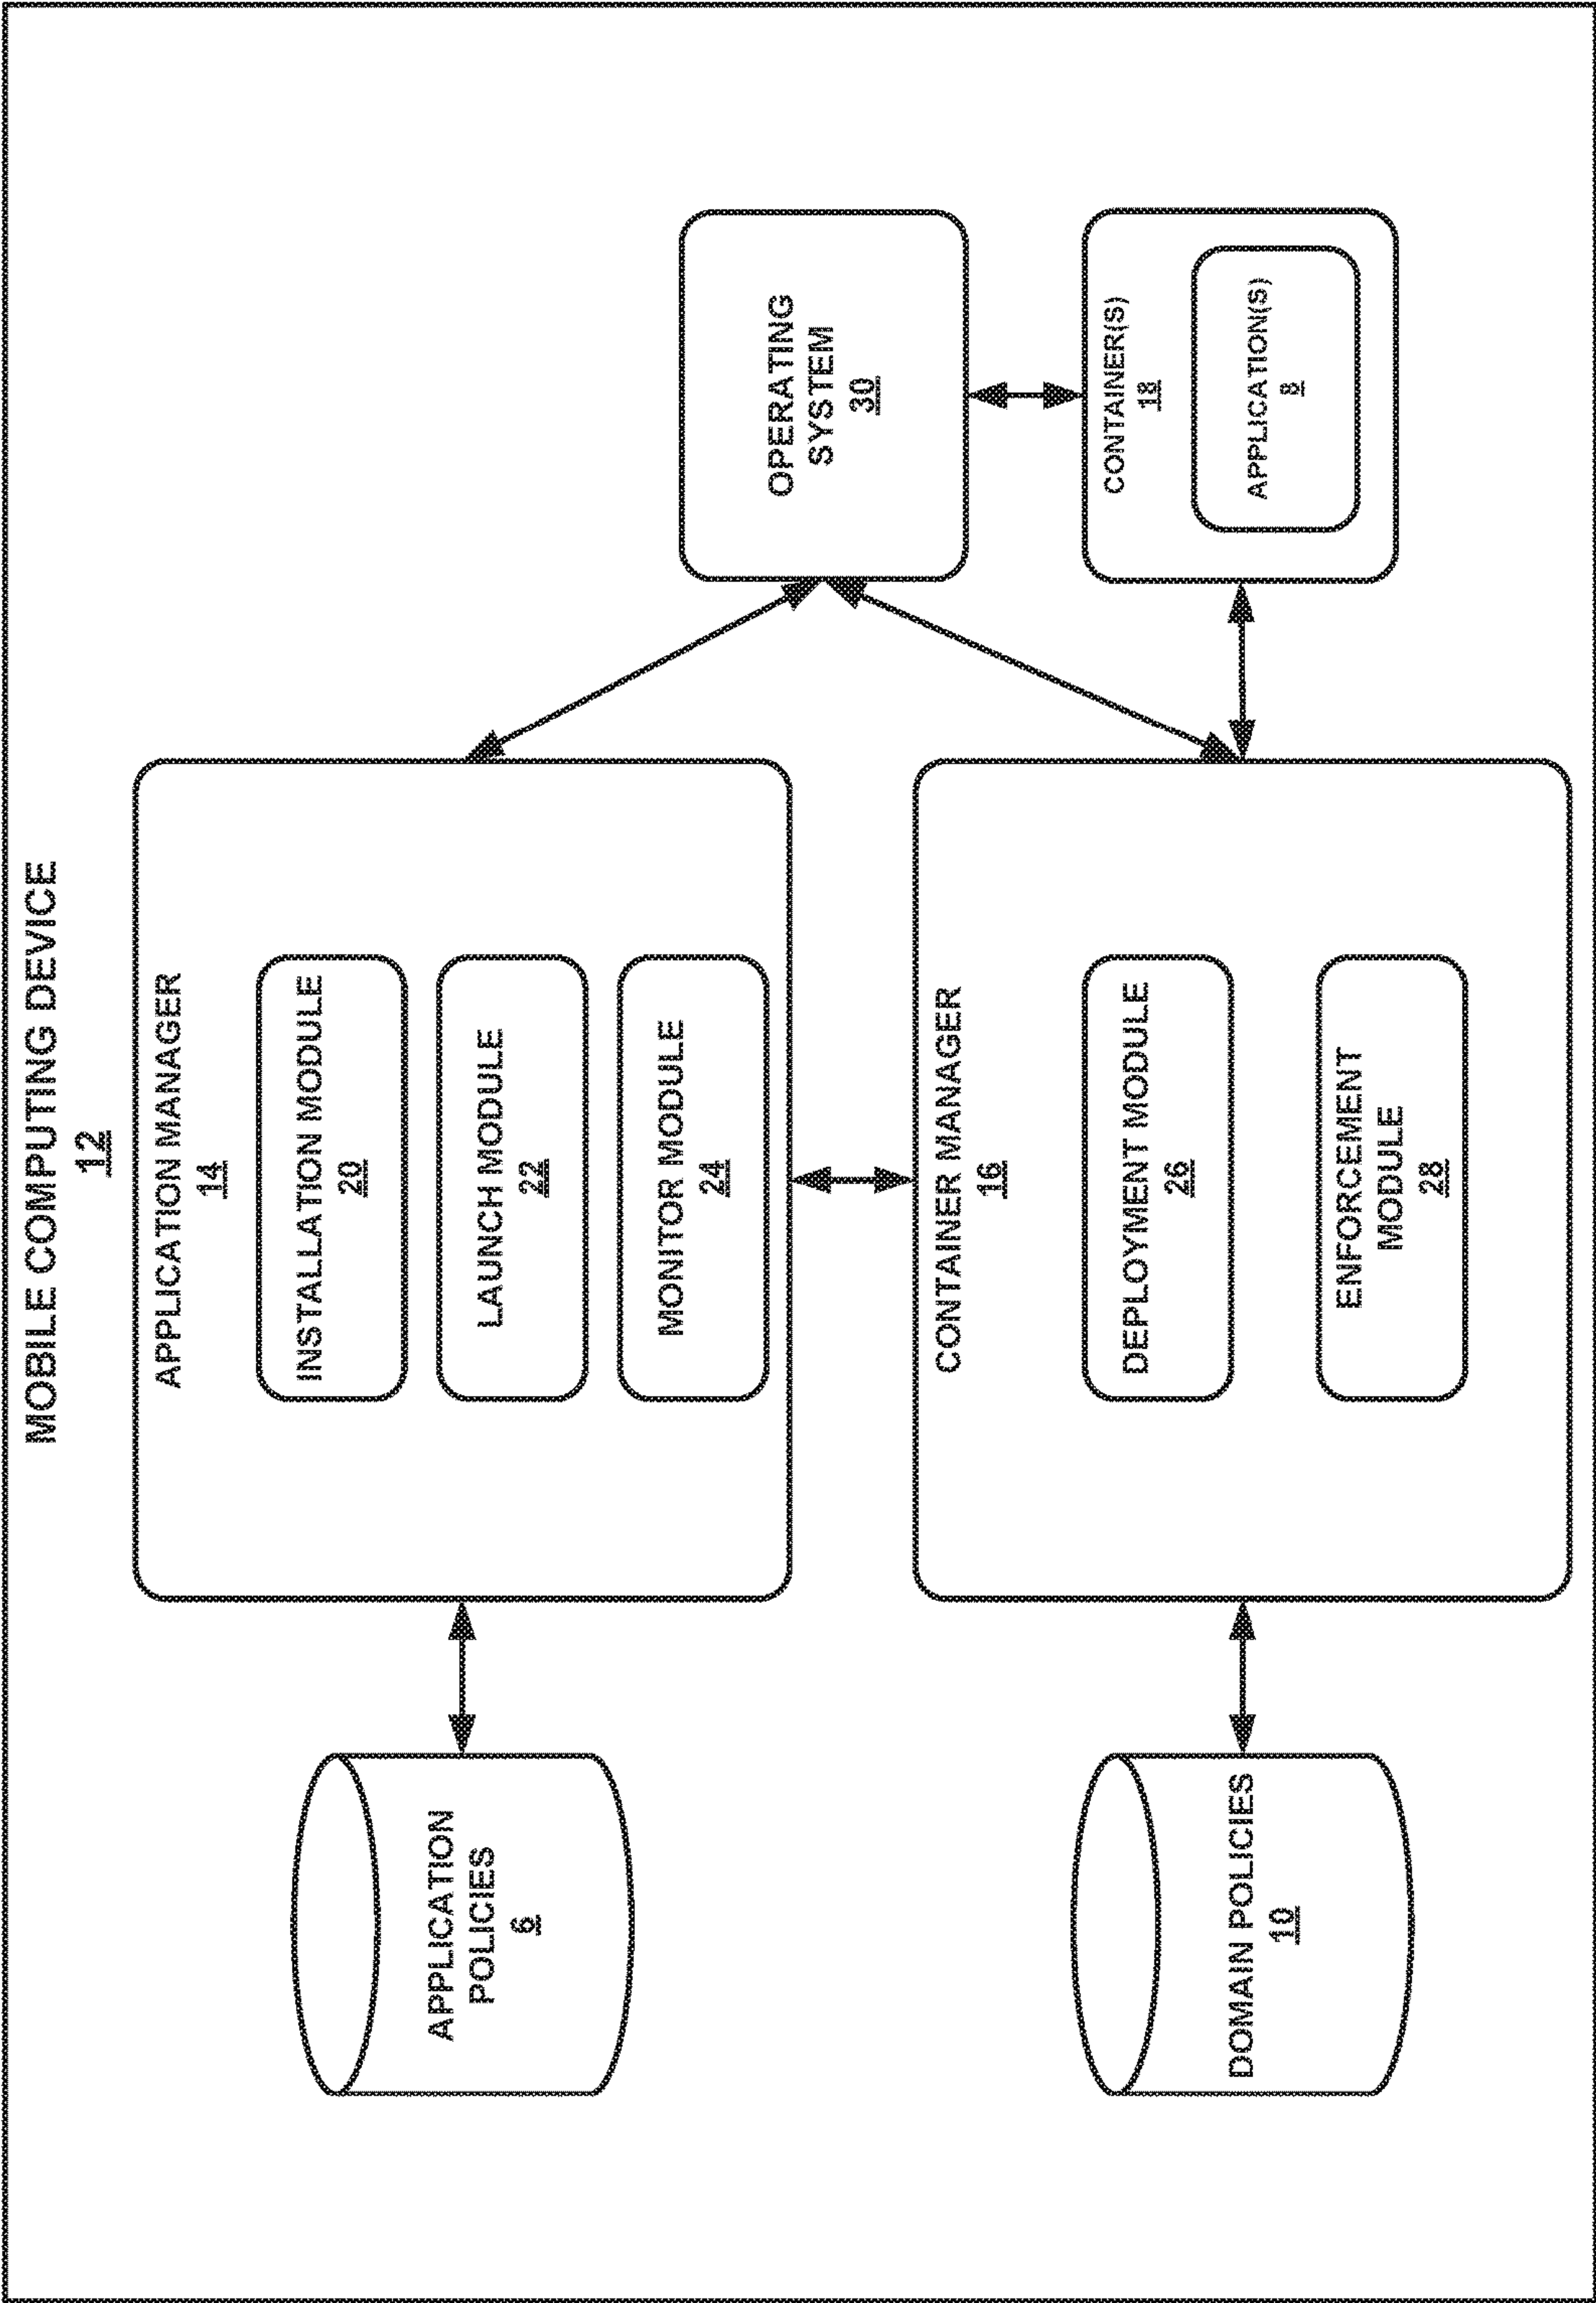 MOBILE COMPUTING DEVICE
12
APPLICATION MANAGER
14
INSTALLATION MODULE
20
LAUNCH MODULE
22
MONITOR MODULE
24
APPLICATION
POLICIES
6
OPERATING
SYSTEM
30
CONTAINER MANAGER
16
DEPLOYMENT MODULE
26
ENFORCEMENT
MODULE
28
DOMAIN POLICIES
10
CONTAINER(S)
18
APPLICATION(S)
8